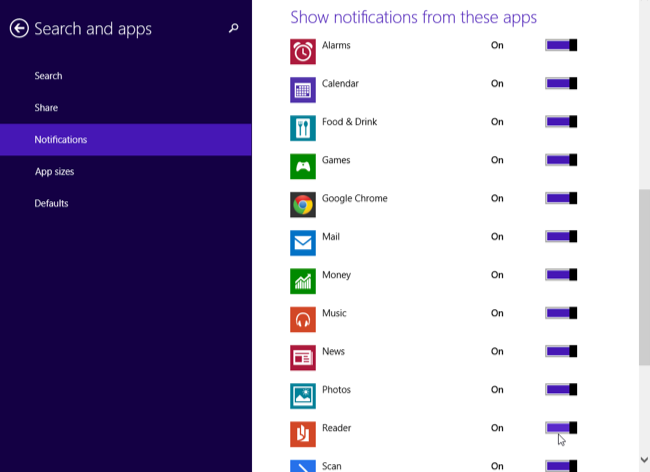 Search and apps
Search
Share
Notifications
App sizes
Defaults
Show notifications from these apps
Alarms On
Calendar On
Food & Drink On
Games On
Google Chrome On
Mail On
Money On
Music On
News On
Photos On
Reader On
Scan On